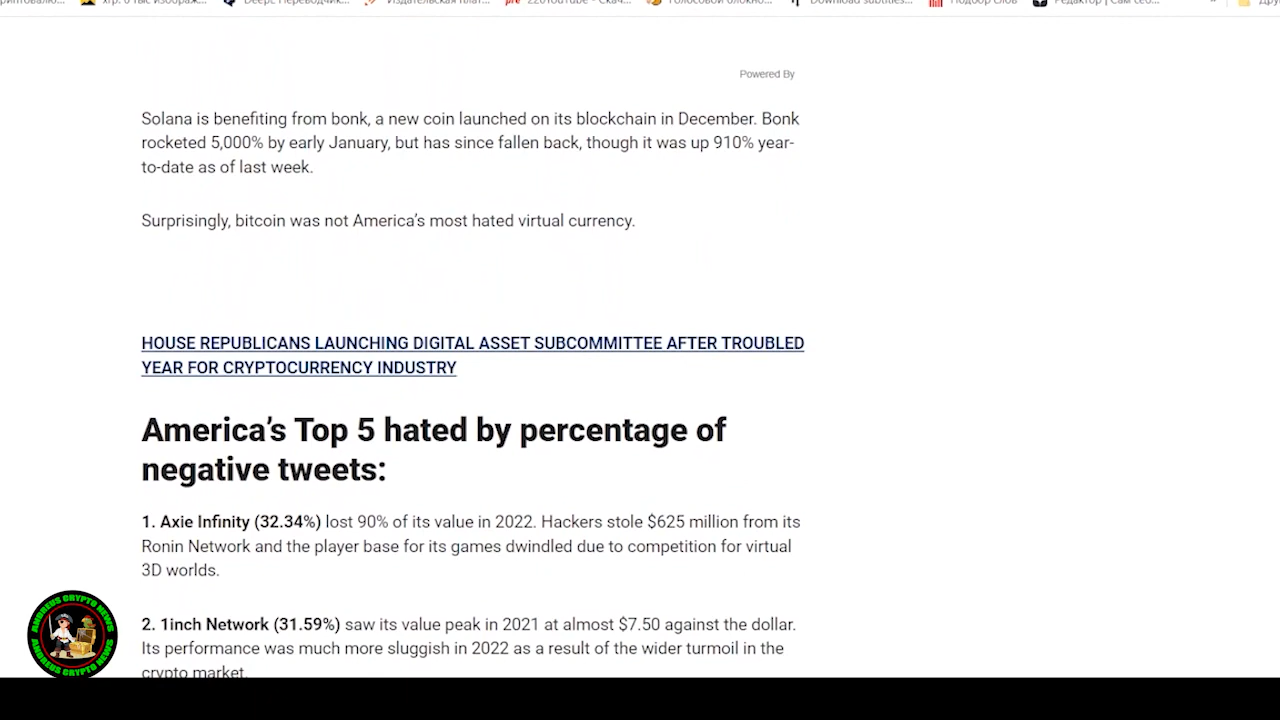 Powered By
Solana is benefiting from bonk, a new coin launched on its blockchain in December. Bonk
rocketed 5,000% by early January, but has since fallen back, though it was up 910% year-
to-date as of last week.
Surprisingly, bitcoin was not America’s most hated virtual currency.
HOUSE REPUBLICANS LAUNCHING DIGITAL ASSET SUBCOMMITTEE AFTER TROUBLED
YEAR FOR CRYPTOCURRENCY INDUSTRY
America’s Top 5 hated by percentage of
negative tweets:
1. Axie Infinity (32.34%) lost 90% of its value in 2022. Hackers stole $625 million from its
Ronin Network and the player base for its games dwindled due to competition for virtual
3D worlds.
2. 1inch Network (31.59%) saw its value peak in 2021 at almost $7.50 against the dollar.
Its performance was much more sluggish in 2022 as a result of the wider turmoil in the
crypto market.
ANDREUS CRYPTO NEWS
ANDREUS CRYPTO NEWS